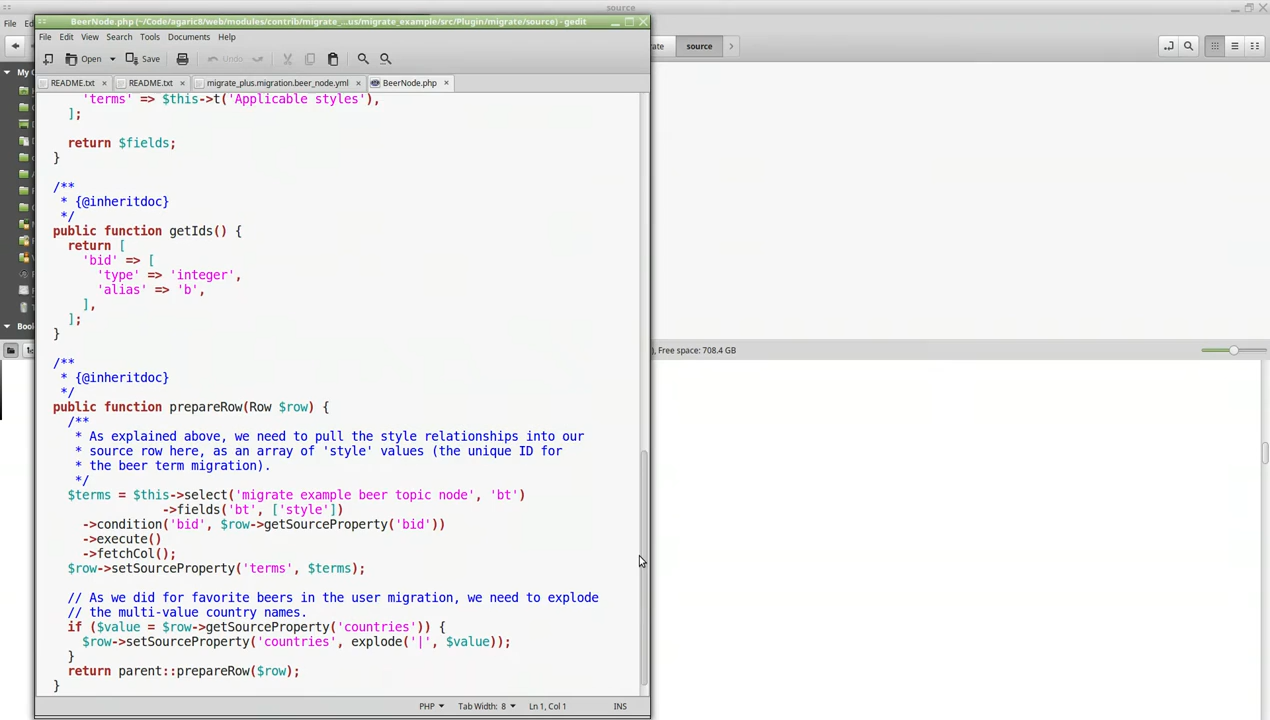 source
BeerNode.php (~/Code/agaric8/web/modules/contrib/migrate_...us/migrate_example/src/Plugin/migrate/source) - gedit
File
File Edit View Search Tools Documents Help
ate source
Open Save Undo
My C
README.txt README.txt migrate_plus.migration.beer_node.yml BeerNode.php
'terms' => $this->t('Applicable styles'),
];
return $fields;
}
/**
* {@inheritdoc}
*/
public function getIds() {
return [
'bid' => [
'type' => 'integer',
'alias' => 'b',
],
];
}
Boo
), Free space: 708.4 GB
/**
* {@inheritdoc}
*/
public function prepareRow(Row $row) {
/**
* As explained above, we need to pull the style relationships into our
* source row here, as an array of 'style' values (the unique ID for
* the beer term migration).
*/
$terms = $this->select('migrate example beer topic node', 'bt')
->fields('bt', ['style'])
->condition('bid', $row->getSourceProperty('bid'))
->execute()
->fetchCol();
$row->setSourceProperty('terms', $terms);
// As we did for favorite beers in the user migration, we need to explode
// the multi-value country names.
if ($value = $row->getSourceProperty('countries')) {
$row->setSourceProperty('countries', explode('|', $value));
}
return parent::prepareRow($row);
}
PHP Tab Width: 8 Ln 1, Col 1 INS